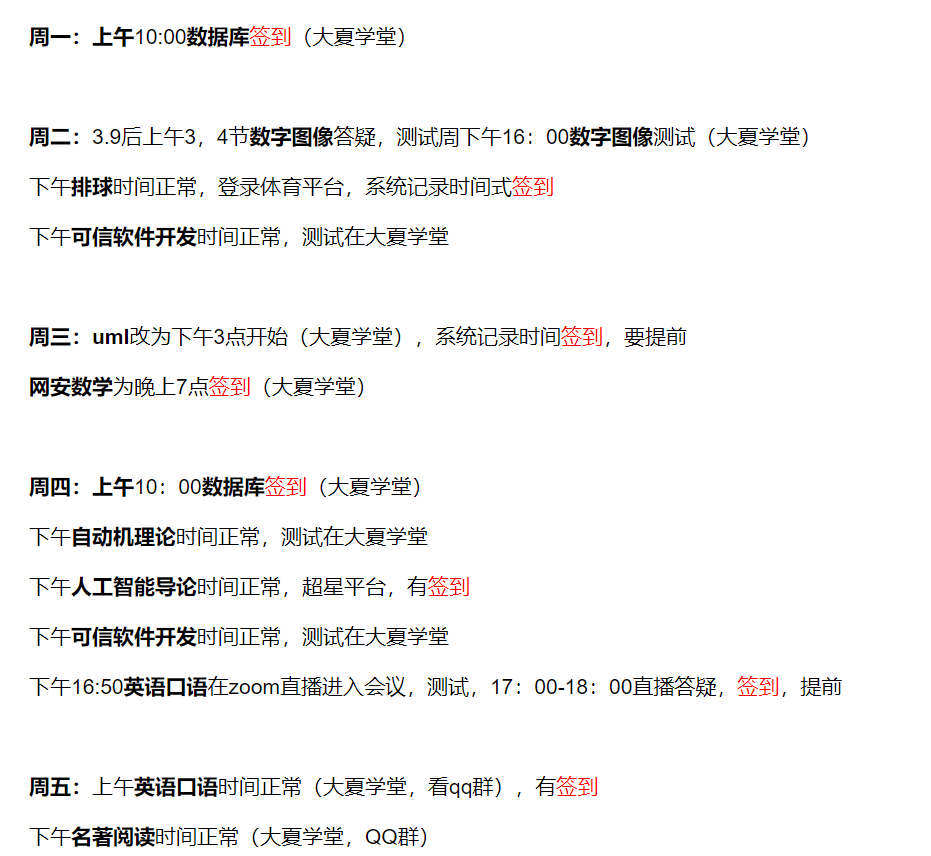 周一：上午10:00数据库签到（大夏学堂）
周二：3.9后上午3，4节数字图像答疑，测试周下午16：00数字图像测试（大夏学堂）
下午排球时间正常，登录体育平台，系统记录时间式签到
下午可信软件开发时间正常，测试在大夏学堂
周三：uml改为下午3点开始（大夏学堂），系统记录时间签到，要提前
网安数学为晚上7点签到（大夏学堂）
周四：上午10：00数据库签到（大夏学堂）
下午自动机理论时间正常，测试在大夏学堂
下午人工智能导论时间正常，超星平台，有签到
下午可信软件开发时间正常，测试在大夏学堂
下午16:50英语口语在zoom直播进入会议，测试，17：00-18：00直播答疑，签到，提前
周五：上午英语口语时间正常（大夏学堂，看qq群），有签到
下午名著阅读时间正常（大夏学堂，QQ群）